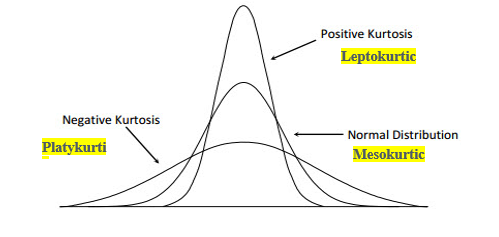 Positive Kurtosis
Leptokurtic
Negative Kurtosis
Platykurti
Normal Distribution
Mesokurtic